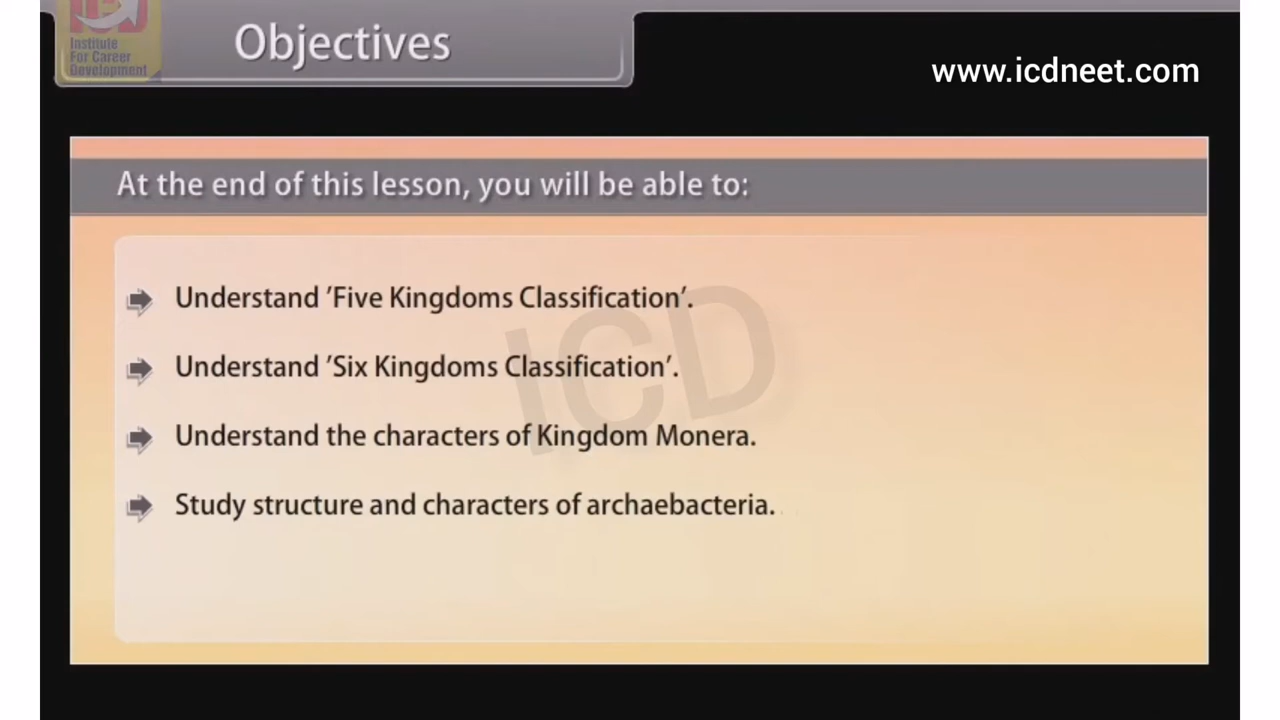 Institute
For Career
Development
Objectives
www.icdneet.com
At the end of this lesson, you will be able to:
Understand 'Five Kingdoms Classification'.
Understand 'Six Kingdoms Classification'.
Understand the characters of Kingdom Monera.
Study structure and characters of archaebacteria.
ICD